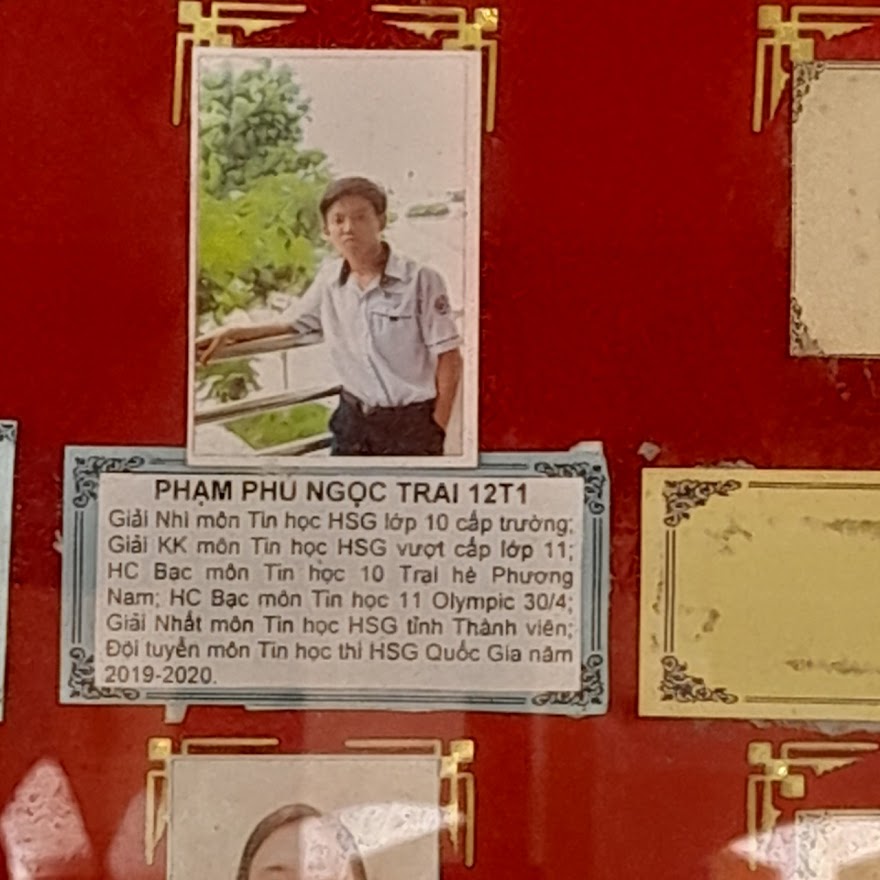 PHẠM PHÚ NGỌC TRAI 12T1
Giải Nhì môn Tin học HSG lớp 10 cấp trường;
Giải KK môn Tin học HSG vượt cấp lớp 11;
HC Bạc môn Tin học 10 Trại hè Phương
Nam; HC Bạc môn Tin học 11 Olympic 30/4;
Giải Nhất môn Tin học HSG tỉnh Thành viên;
Đội tuyển môn Tin học thi HSG Quốc Gia năm
2019-2020.